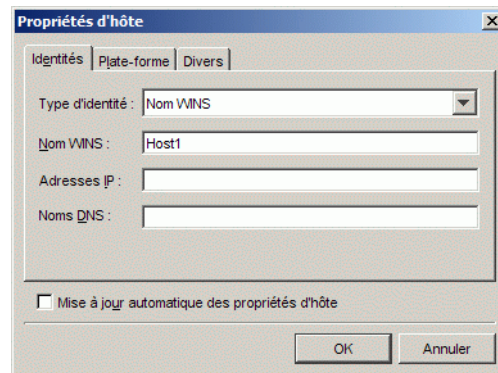 Propriétés d'hôte
Identités Plate-forme Divers
Type d'identité : Nom WINS
Nom WINS : Host1
Adresses IP :
Noms DNS :
Mise à jour automatique des propriétés d'hôte
OK Annuler